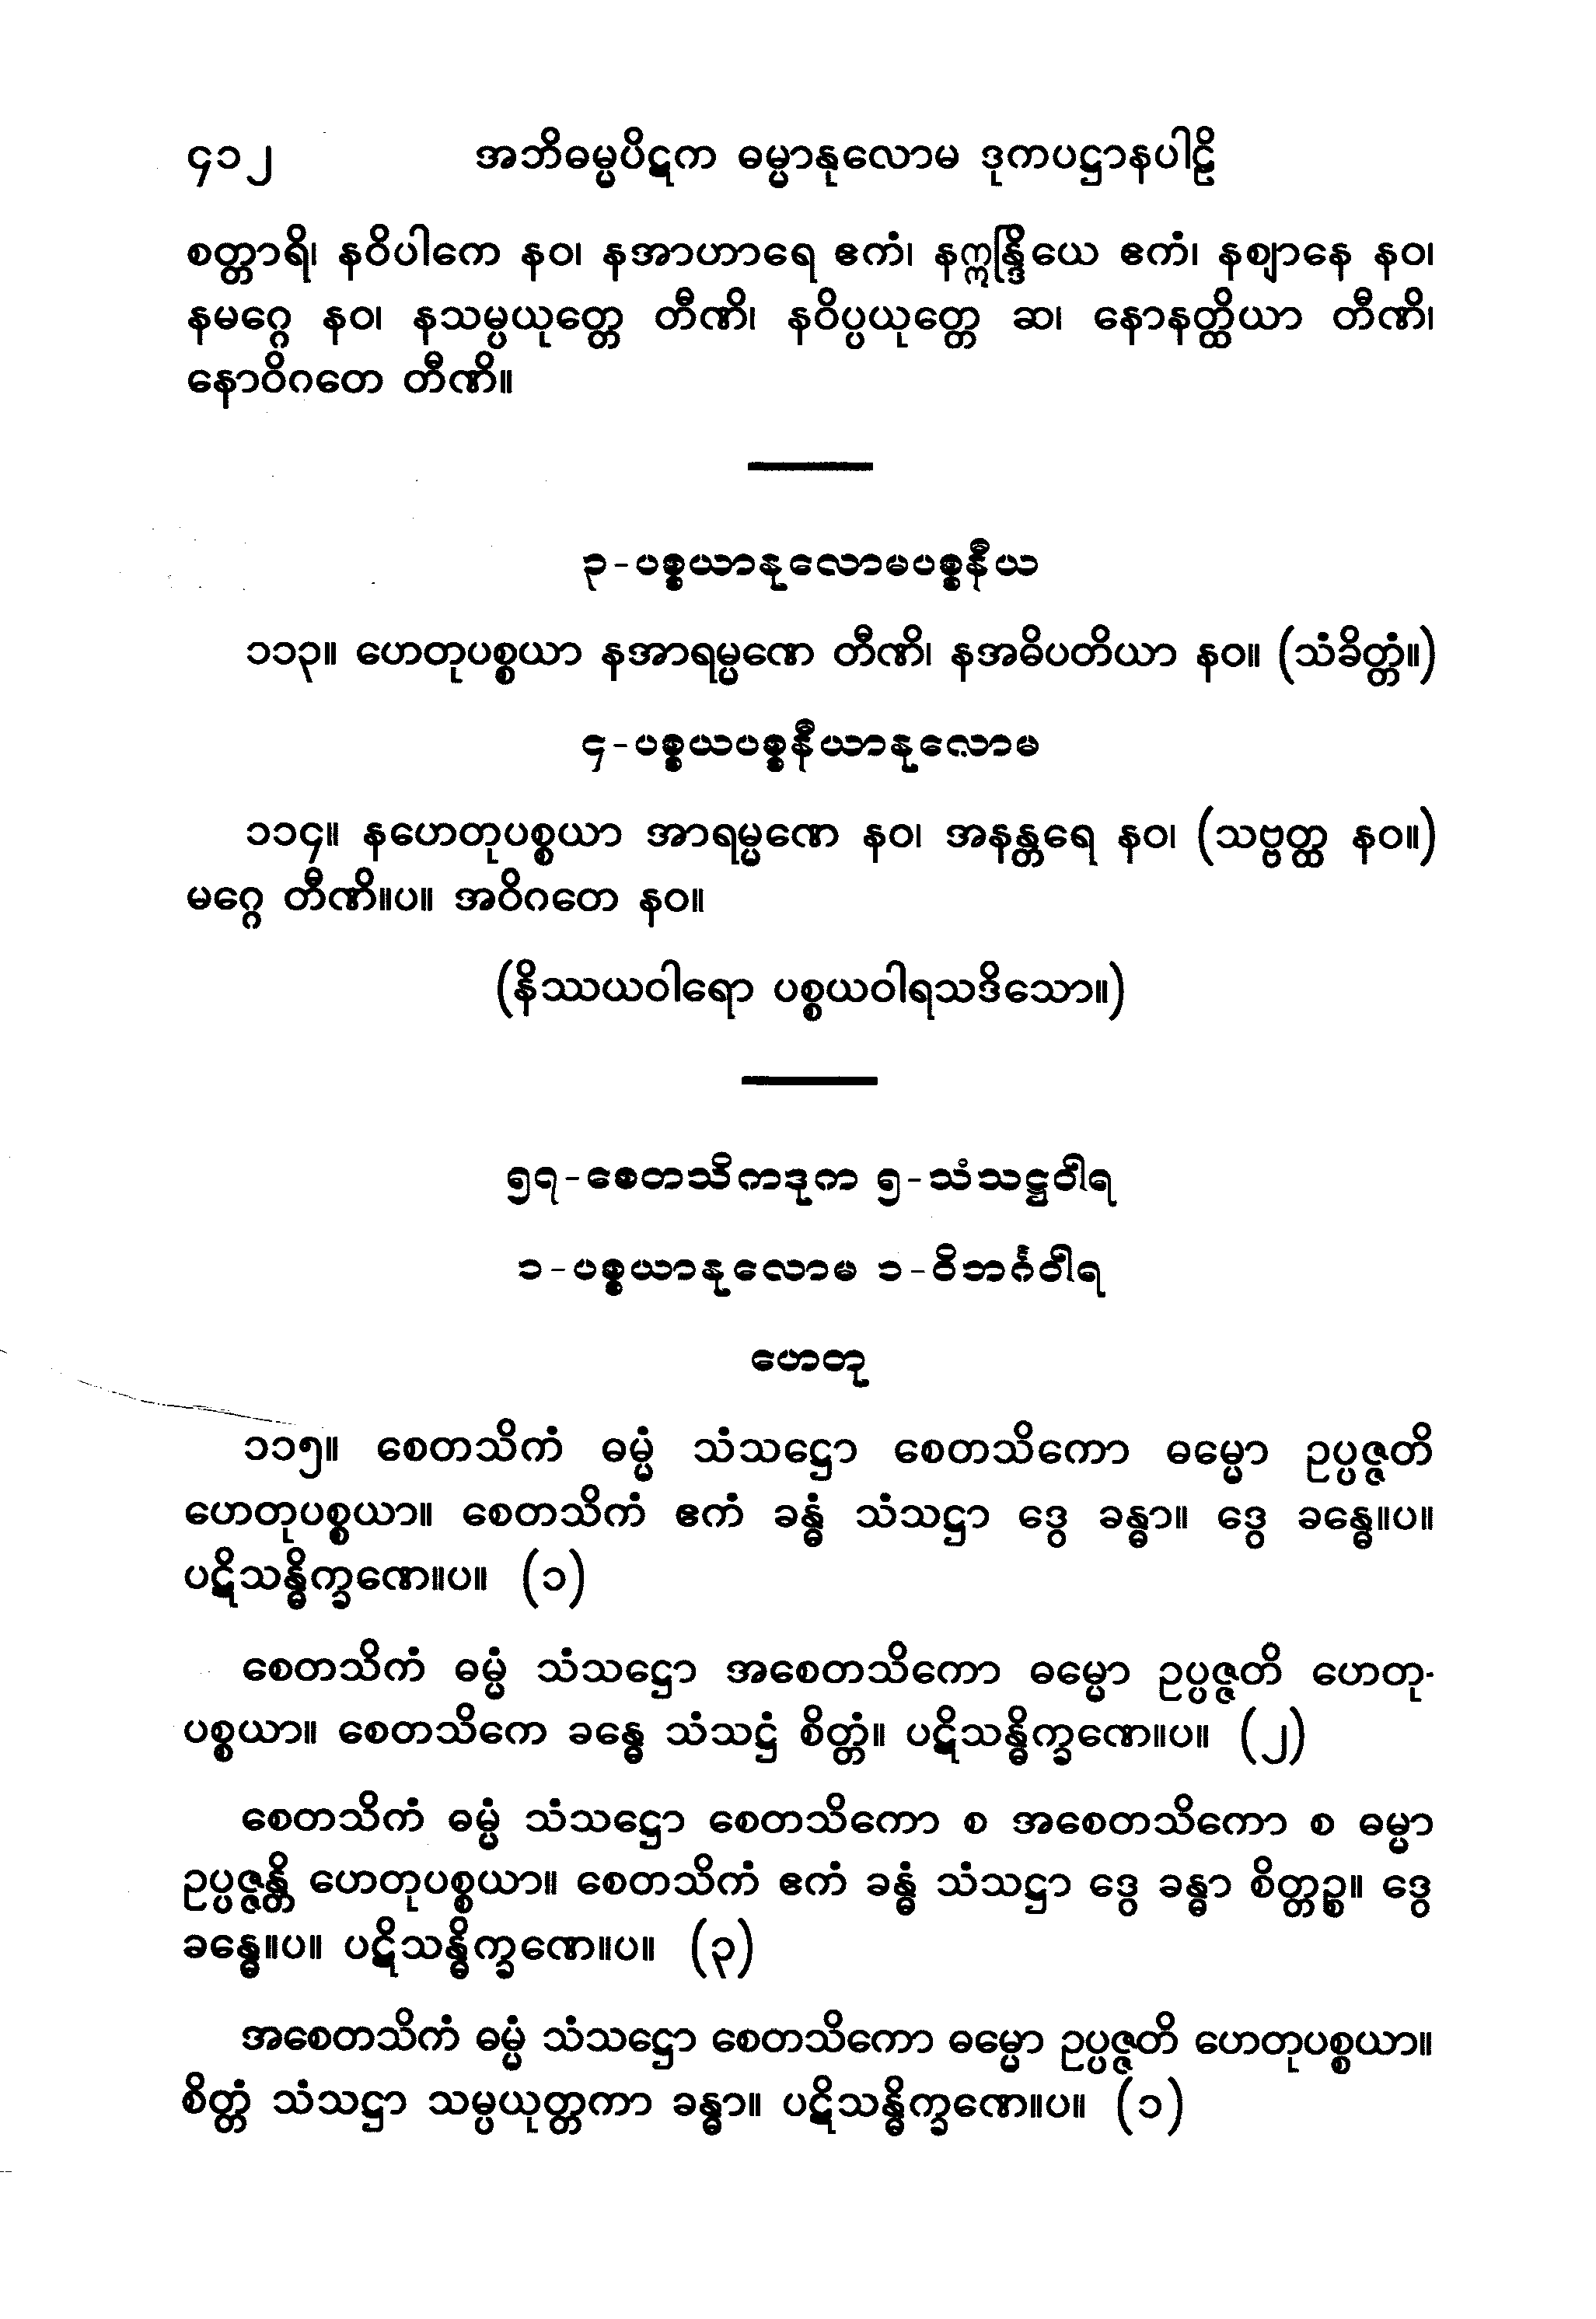 ၄၁၂ အဘိဓမ္မပိဋက ဓမ္မာနုလောမ ဒုကပဋ္ဌာနပါဠိ
စတ္တာရိ၊ နဝိပါကေ နဝ၊ နအာဟာရေ ဧကံ၊ နဣန္ဒြိယေ ဧကံ၊ နဈာနေ နဝ၊
နမဂ္ဂေ နဝ၊ နသမ္ပယုတ္တေ တီဏိ၊ နဝိပ္ပယုတ္တေ ဆ၊ နောနတ္ထိယာ တီဏိ၊
နောဝိဂတေ တီဏိ။
၃-ပစ္စယာနုလောမပစ္စနီယ
၁၁၃။ ဟေတုပစ္စယာ နအာရမ္မဏေ တီဏိ၊ နအဓိပတိယာ နဝ။ (သံခိတ္တံ။)
၄-ပစ္စယပစ္စနီယာနုလောမ
၁၁၄။ နဟေတုပစ္စယာ အာရမ္မဏေ နဝ၊ အနန္တရေ နဝ၊ (သဗ္ဗတ္ထ နဝ။)
မဂ္ဂေ တီဏိ။ပ။ အဝိဂတေ နဝ။
(နိဿယဝါရော ပစ္စယဝါရသဒိသော။)
၅၇-စေတသိကဒုက ၅-သံသဋ္ဌဝါရ
၁-ပစ္စယာနုလောမ ၁-ဝိဘင်္ဂဝါရ
ဟေတု
၁၁၅။ စေတသိကံ ဓမ္မံ သံသဋ္ဌော စေတသိကော ဓမ္မော ဥပ္ပဇ္ဇတိ
ဟေတုပစ္စယာ။ စေတသိကံ ဧကံ ခန္ဓံ သံသဋ္ဌာ ဒွေ ခန္ဓာ။ ဒွေ ခန္ဓေ။ပ။
ပဋိသန္ဓိက္ခဏေ။ပ။ (၁)
စေတသိကံ ဓမ္မံ သံသဋ္ဌော အစေတသိကော ဓမ္မော ဥပ္ပဇ္ဇတိ ဟေတု-
ပစ္စယာ။ စေတသိကေ ခန္ဓေ သံသဋ္ဌံ စိတ္တံ။ ပဋိသန္ဓိက္ခဏေ။ပ။ (၂)
စေတသိကံ ဓမ္မံ သံသဋ္ဌော စေတသိကော စ အစေတသိကော စ ဓမ္မာ
ဥပ္ပဇ္ဇန္တိ ဟေတုပစ္စယာ။ စေတသိကံ ဧကံ ခန္ဓံ သံသဋ္ဌာ ဒွေ ခန္ဓာ စိတ္တဉ္စ။ ဒွေ
ခန္ဓေ။ပ။ ပဋိသန္ဓိက္ခဏေ။ပ။ (၃)
အစေတသိကံ ဓမ္မံ သံသဋ္ဌော စေတသိကော ဓမ္မော ဥပ္ပဇ္ဇတိ ဟေတုပစ္စယာ။
စိတ္တံ သံသဋ္ဌာ သမ္ပယုတ္တကာ ခန္ဓာ။ ပဋိသန္ဓိက္ခဏေ။ပ။ (၁)